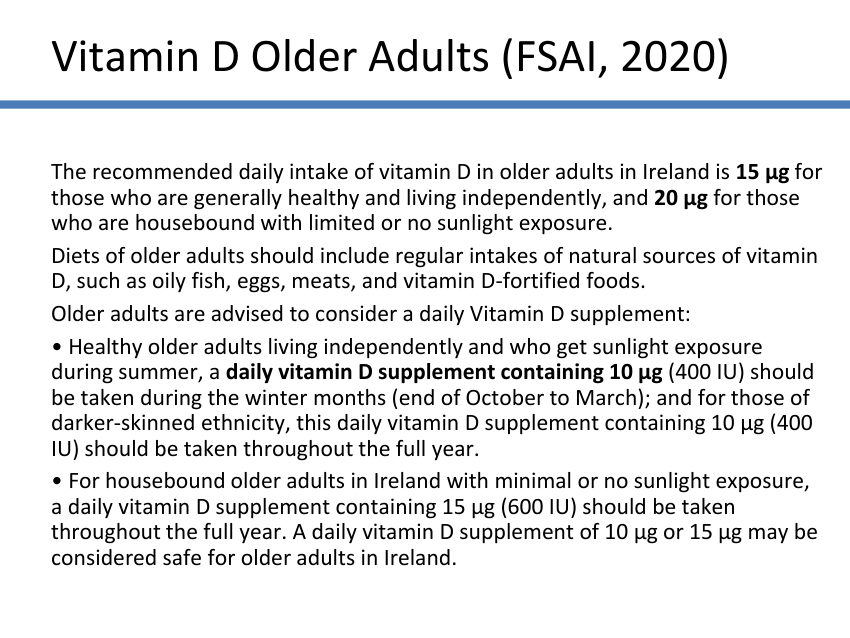 Vitamin D Older Adults (FSAI, 2020)
The recommended daily intake of vitamin D in older adults in Ireland is 15 μg for
those who are generally healthy and living independently, and 20 μg for those
who are housebound with limited or no sunlight exposure.
Diets of older adults should include regular intakes of natural sources of vitamin
D, such as oily fish, eggs, meats, and vitamin D-fortified foods.
Older adults are advised to consider a daily Vitamin D supplement:
• Healthy older adults living independently and who get sunlight exposure
during summer, a daily vitamin D supplement containing 10 μg (400 IU) should
be taken during the winter months (end of October to March); and for those of
darker-skinned ethnicity, this daily vitamin D supplement containing 10 μg (400
IU) should be taken throughout the full year.
• For housebound older adults in Ireland with minimal or no sunlight exposure,
a daily vitamin D supplement containing 15 μg (600 IU) should be taken
throughout the full year. A daily vitamin D supplement of 10 μg or 15 μg may be
considered safe for older adults in Ireland.